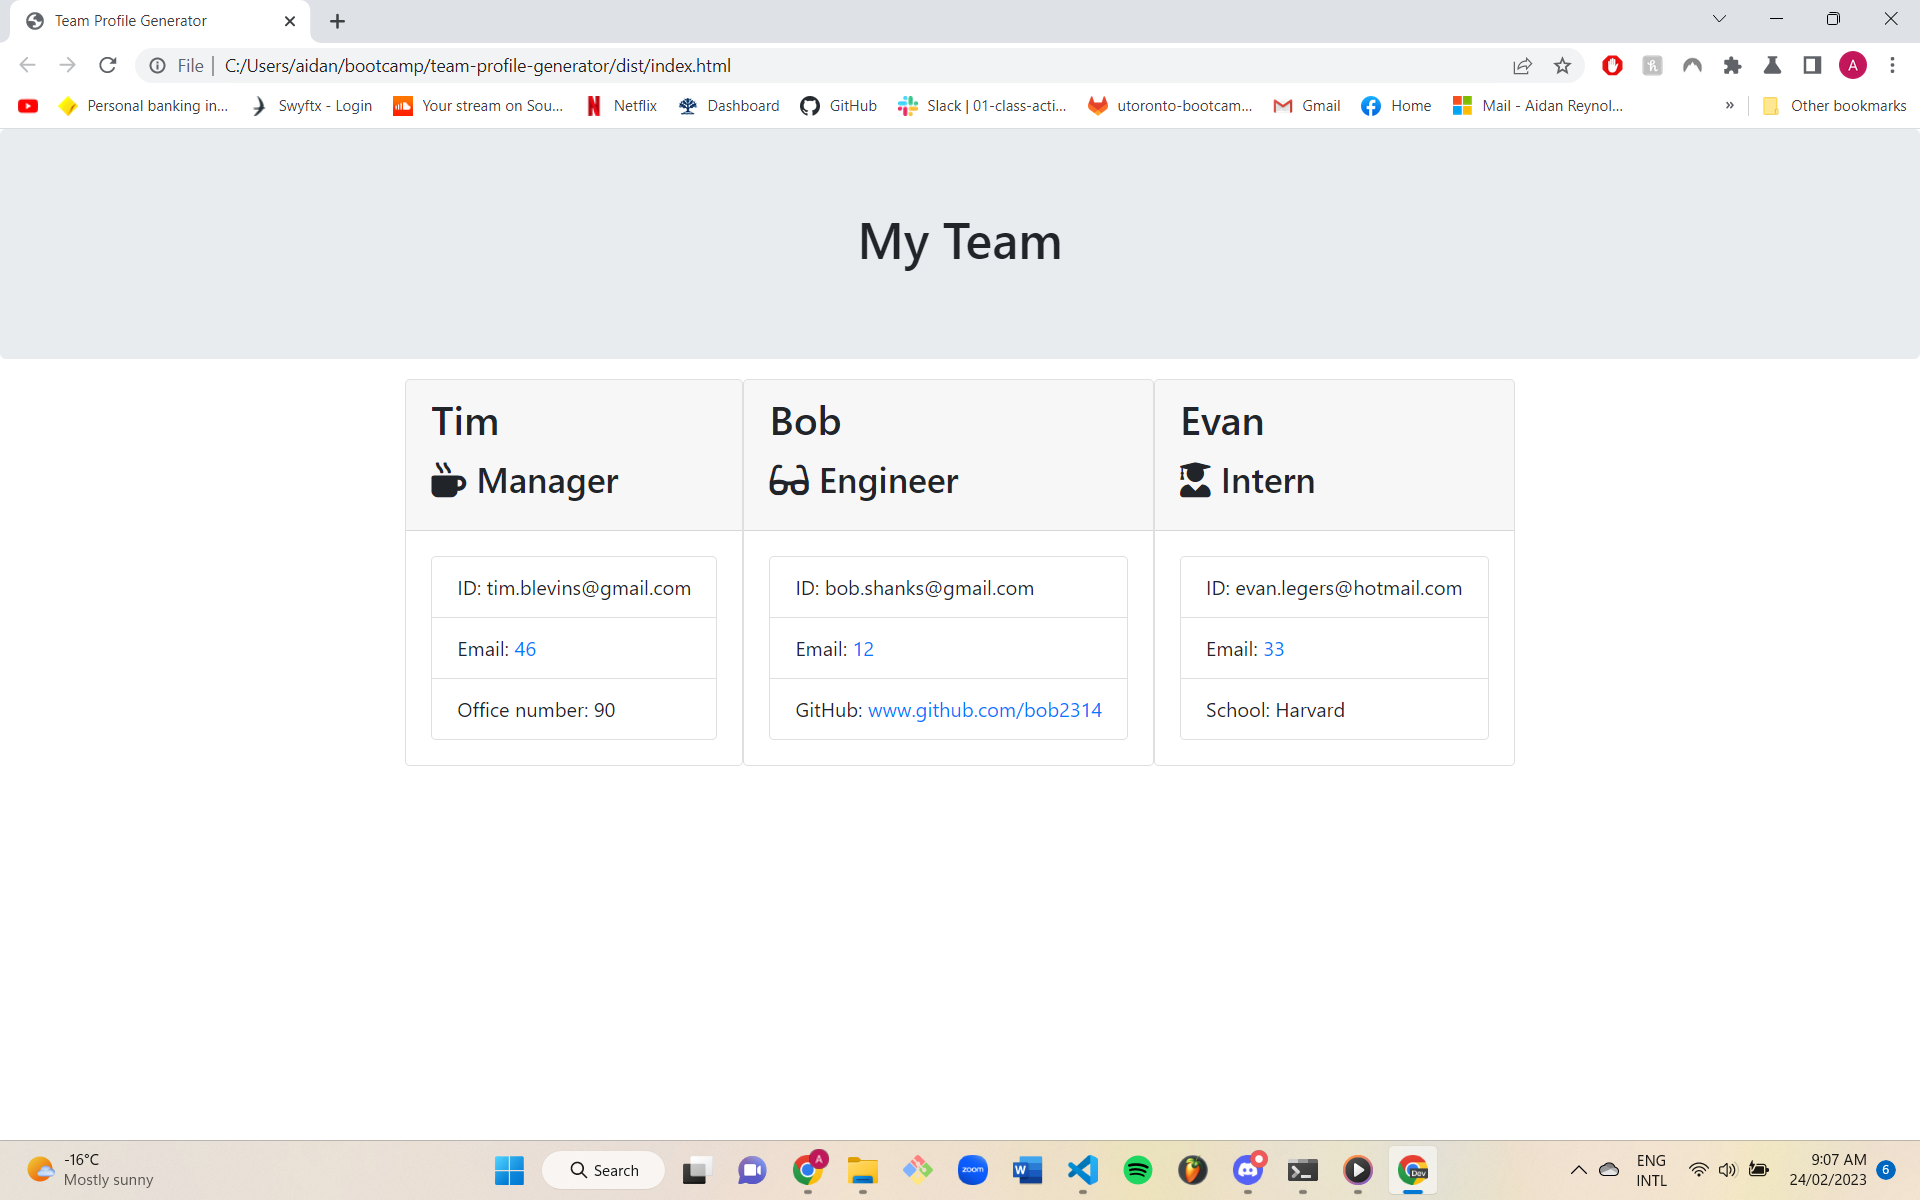 Team Profile Generator
File | C:/Users/aidan/bootcamp/team-profile-generator/dist/index.html
A
Personal banking in... Swyftx - Login Your stream on Sou... Netflix Dashboard GitHub Slack | 01-class-acti... utoronto-bootcam... Gmail Home Mail - Aidan Reynol... » Other bookmarks
My Team
Tim
Manager
ID: tim.blevins@gmail.com
Email: 46
Office number: 90
Bob
Engineer
ID: bob.shanks@gmail.com
Email: 12
GitHub: www.github.com/bob2314
Evan
Intern
ID: evan.legers@hotmail.com
Email: 33
School: Harvard
-16°C
Mostly sunny
Search
A
zoom
W
Dev
ENG
INTL
9:07 AM
24/02/2023
6